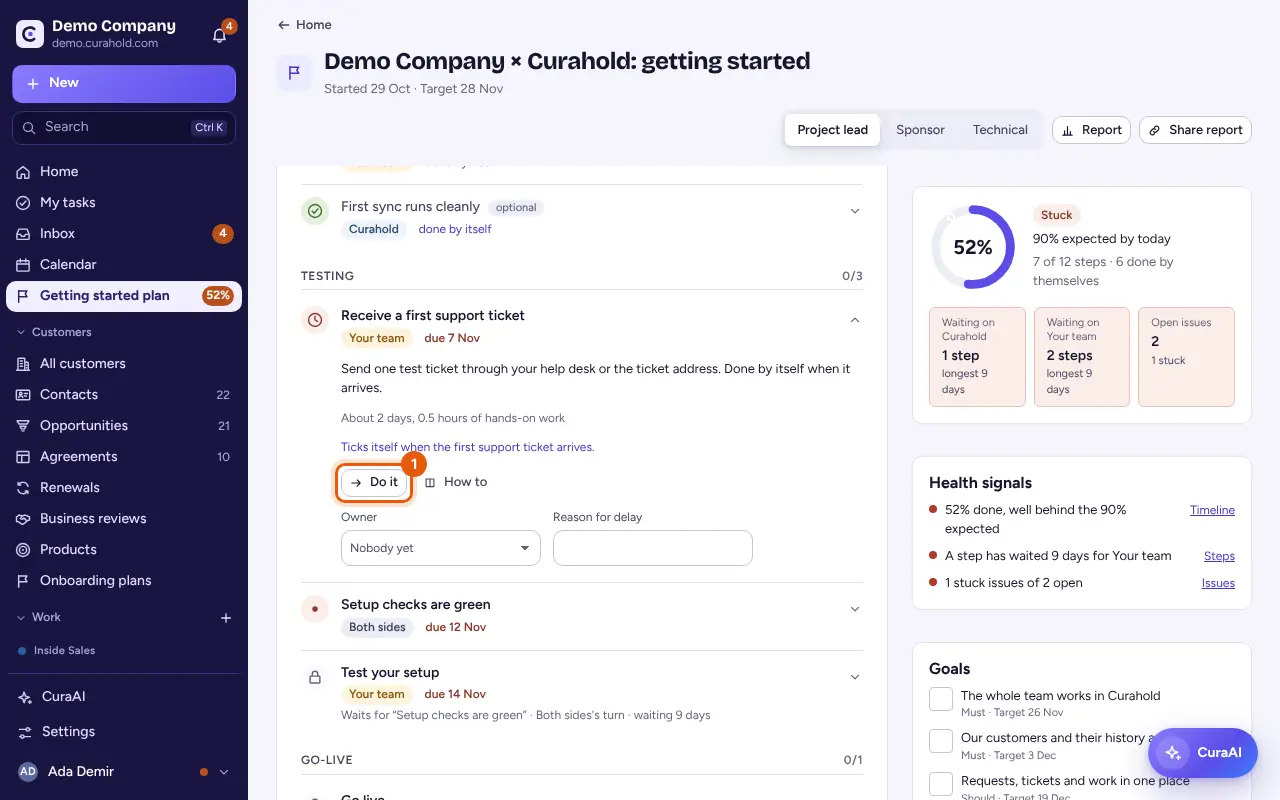 Demo Company
demo.curahold.com
4
New
Search
Ctrl K
Home
My tasks
Inbox
4
Calendar
Getting started plan
52%
Customers
All customers
Contacts
22
Opportunities
21
Agreements
10
Renewals
Business reviews
Products
Onboarding plans
Work
Inside Sales
CuraAI
Settings
AD
Ada Demir
Home
Demo Company × Curahold: getting started
Started 29 Oct · Target 28 Nov
Project lead
Sponsor
Technical
Report
Share report
First sync runs cleanly
optional
Curahold
done by itself
TESTING
0/3
Receive a first support ticket
Your team
due 7 Nov
Send one test ticket through your help desk or the ticket address. Done by itself when it
arrives.
About 2 days, 0.5 hours of hands-on work
Ticks itself when the first support ticket arrives.
1
Do it
How to
Owner
Reason for delay
Nobody yet
Setup checks are green
Both sides
due 12 Nov
Test your setup
Your team
due 14 Nov
Waits for “Setup checks are green” · Both sides's turn · waiting 9 days
GO-LIVE
0/1
Go live
52%
Stuck
90% expected by today
7 of 12 steps · 6 done by
themselves
Waiting on
Curahold
1 step
longest 9
days
Waiting on
Your team
2 steps
longest 9
days
Open issues
2
1 stuck
Health signals
52% done, well behind the 90%
expected
Timeline
A step has waited 9 days for Your team
Steps
1 stuck issues of 2 open
Issues
Goals
The whole team works in Curahold
Must · Target 26 Nov
Our customers and their history
Must · Target 3 Dec
Requests, tickets and work in one place
Should · Target 19 Dec
CuraAI